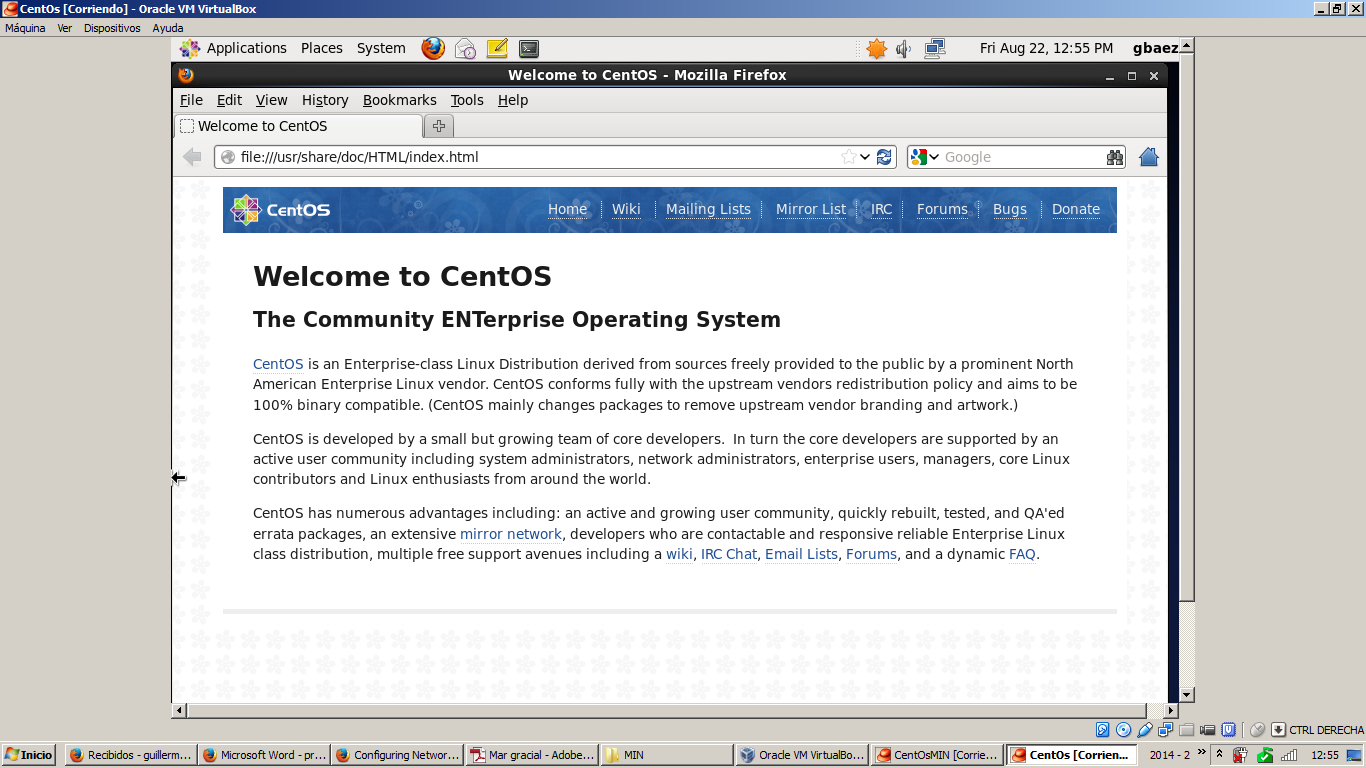 CentOs [Corriendo] - Oracle VM VirtualBox
Máquina Ver Dispositivos Ayuda
Applications Places System Fri Aug 22, 12:55 PM gbaez
Welcome to CentOS - Mozilla Firefox
File Edit View History Bookmarks Tools Help
Welcome to CentOS
file:///usr/share/doc/HTML/index.html Google
CentOS Home Wiki Mailing Lists Mirror List IRC Forums Bugs Donate
Welcome to CentOS
The Community ENTerprise Operating System
CentOS is an Enterprise-class Linux Distribution derived from sources freely provided to the public by a prominent North
American Enterprise Linux vendor. CentOS conforms fully with the upstream vendors redistribution policy and aims to be
100% binary compatible. (CentOS mainly changes packages to remove upstream vendor branding and artwork.)
CentOS is developed by a small but growing team of core developers. In turn the core developers are supported by an
active user community including system administrators, network administrators, enterprise users, managers, core Linux
contributors and Linux enthusiasts from around the world.
CentOS has numerous advantages including: an active and growing user community, quickly rebuilt, tested, and QA'ed
errata packages, an extensive mirror network, developers who are contactable and responsive reliable Enterprise Linux
class distribution, multiple free support avenues including a wiki, IRC Chat, Email Lists, Forums, and a dynamic FAQ.
CTRL DERECHA
Inicio Recibidos - guillerm... Microsoft Word - pr... Configuring Networ... Mar gracial - Adobe... MIN Oracle VM VirtualBo... CentOsMIN [Corrie... CentOs [Corrien... 2014 - 2 12:55